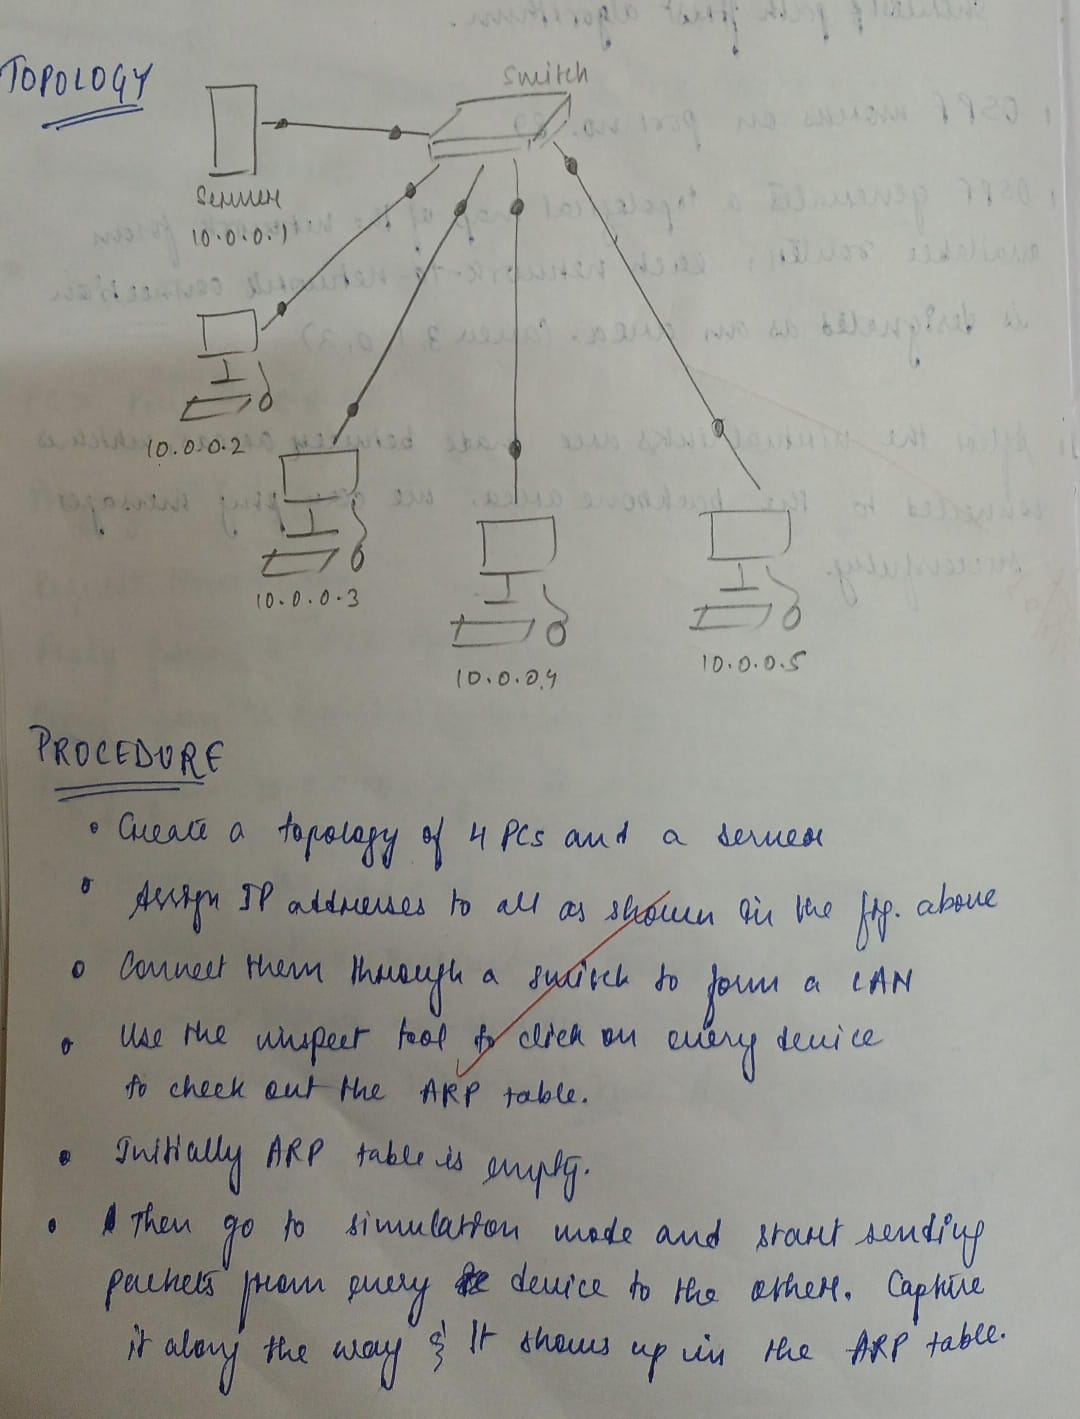 TOPOLOGY
Switch
Server
10.0.0.1
10.0.0.2
10.0.0.3
10.0.0.4
10.0.0.5
PROCEDURE
• Create a topology of 4 PCs and a server
• Assign IP addresses to all as shown in the fig. above
• Connect them through a switch to form a LAN
• Use the inspect tool to click on every device
to check out the ARP table.
• Initially ARP table is empty.
• Then go to simulation mode and start sending
packets from every device to the other. Capture
it along the way & It shows up in the ARP table.